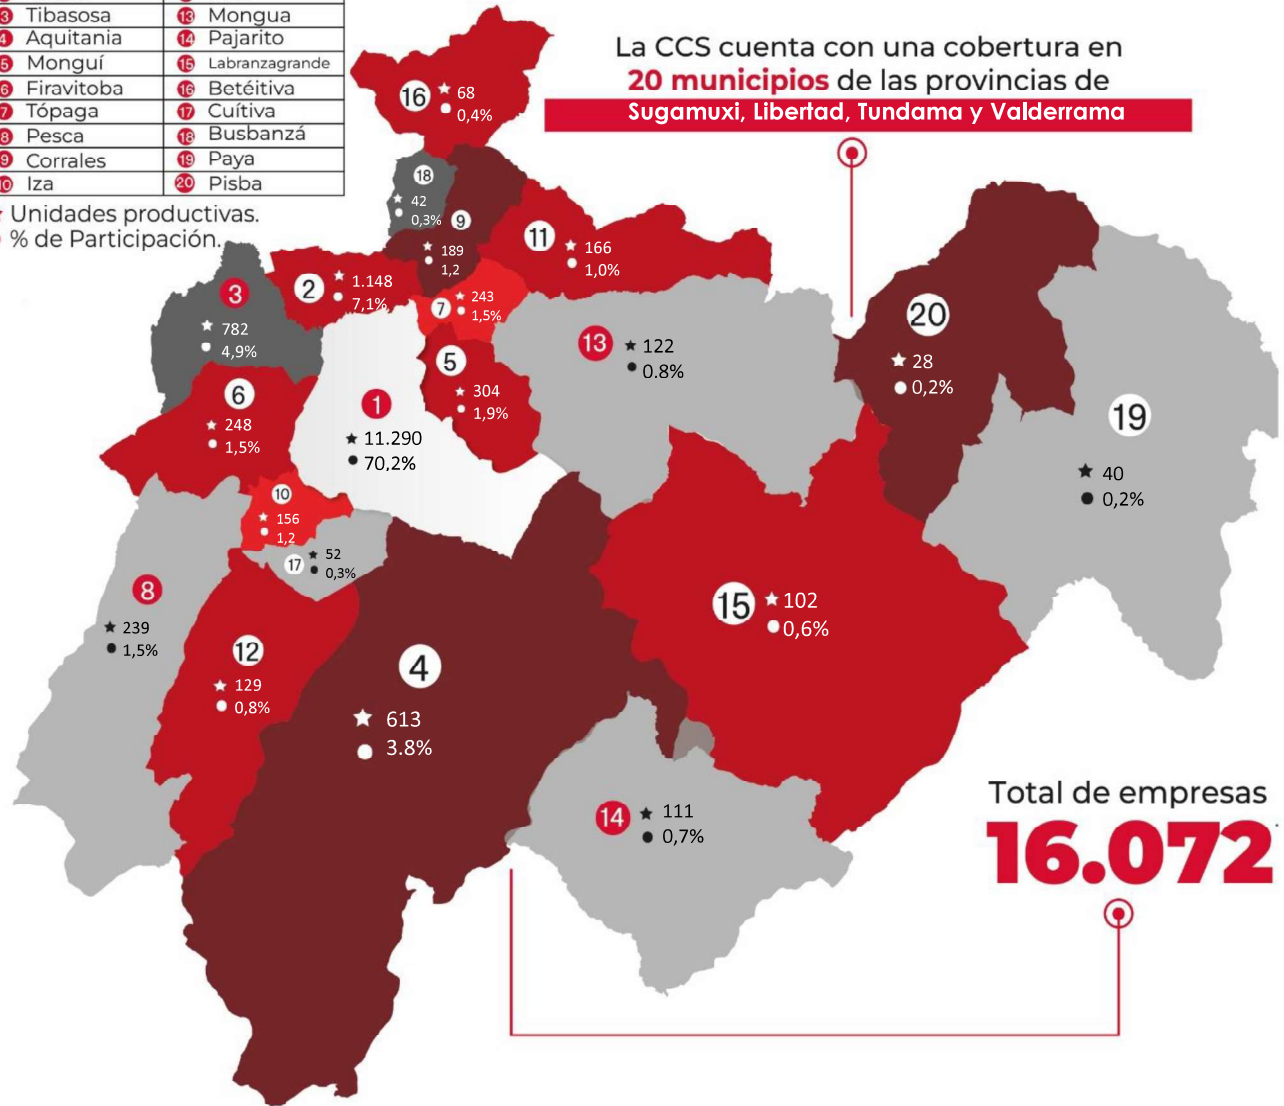 3 Tibasosa 13 Mongua
4 Aquitania 14 Pajarito
5 Monguí 15 Labranzagrande
6 Firavitoba 16 Betéitiva
7 Tópaga 17 Cuítiva
8 Pesca 18 Busbanzá
9 Corrales 19 Paya
10 Iza 20 Pisba
★ Unidades productivas.
% de Participación.
La CCS cuenta con una cobertura en
20 municipios de las provincias de
Sugamuxi, Libertad, Tundama y Valderrama
16 ★ 68
● 0,4%
18
★ 42
● 0,3%
9
★ 189
● 1,2
11 ★ 166
● 1,0%
2 ★ 1.148
● 7,1%
3
★ 782
● 4,9%
7 ★ 243
● 1,5%
5
★ 304
● 1,9%
13 ★ 122
● 0.8%
20
★ 28
● 0,2%
19
★ 40
● 0,2%
6
★ 248
● 1,5%
1
★ 11.290
● 70,2%
10
★ 156
● 1,2
17 ★ 52
● 0,3%
8
★ 239
● 1,5%
12
★ 129
● 0,8%
4
★ 613
● 3.8%
15 ★ 102
● 0,6%
14 ★ 111
● 0,7%
Total de empresas
16.072